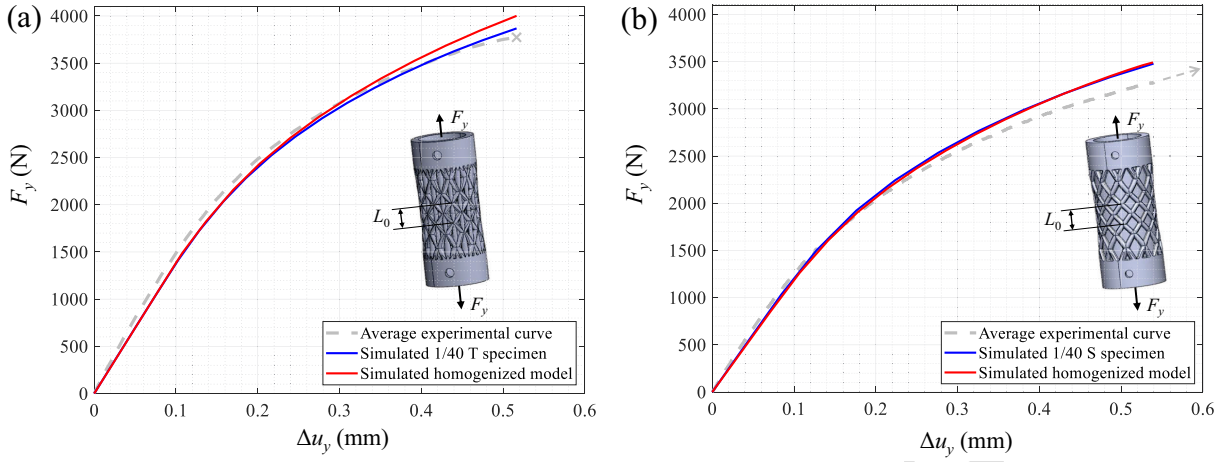 (a)
4000
3500
3000
2500
2000
1500
1000
500
0
F_y (N)
F_y
L_0
F_y
Average experimental curve
Simulated 1/40 T specimen
Simulated homogenized model
0 0.1 0.2 0.3 0.4 0.5 0.6
Δu_y (mm)
(b)
4000
3500
3000
2500
2000
1500
1000
500
0
F_y (N)
F_y
L_0
F_y
Average experimental curve
Simulated 1/40 S specimen
Simulated homogenized model
0 0.1 0.2 0.3 0.4 0.5 0.6
Δu_y (mm)